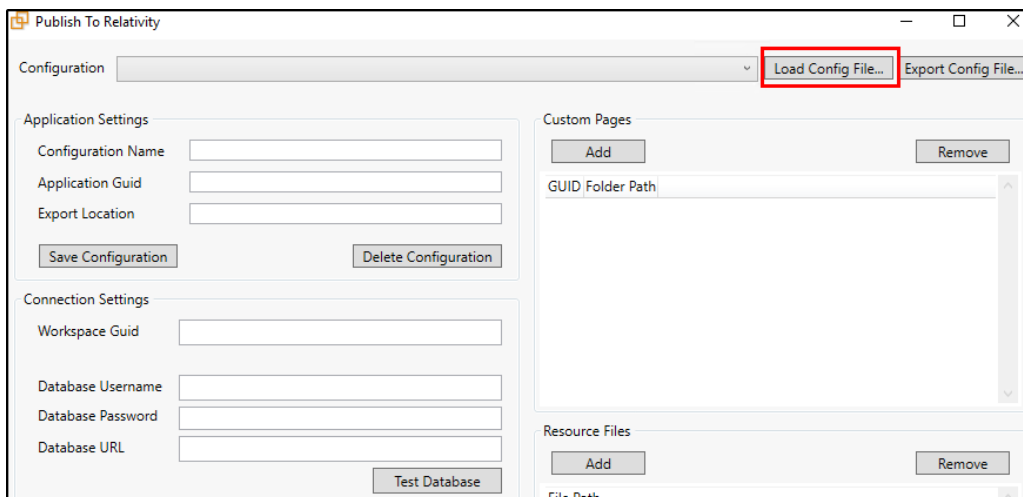 Publish To Relativity
Configuration
Load Config File...
Export Config File...
Application Settings
Configuration Name
Application Guid
Export Location
Save Configuration
Delete Configuration
Connection Settings
Workspace Guid
Database Username
Database Password
Database URL
Test Database
Custom Pages
Add
Remove
GUID Folder Path
Resource Files
Add
Remove
File Path